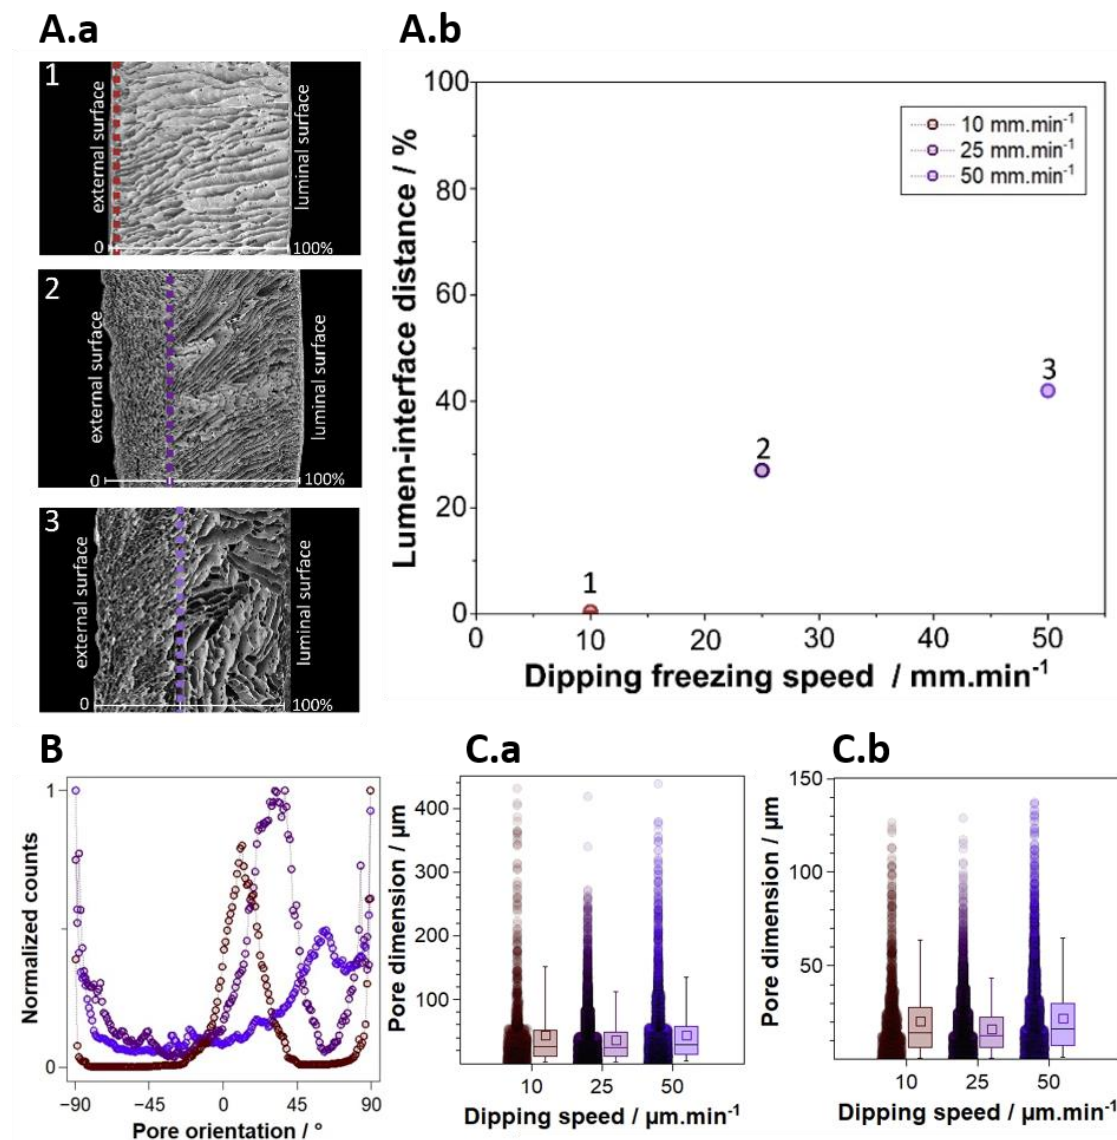 A.a
1
external surface
luminal surface
0
100%
2
external surface
luminal surface
0
100%
3
external surface
luminal surface
0
100%
A.b
100
80
60
40
20
0
Lumen-interface distance / %
10 mm.min-1
25 mm.min-1
50 mm.min-1
1
2
3
0 10 20 30 40 50
Dipping freezing speed / mm.min-1
B
1
0
Normalized counts
−90 −45 0 45 90
Pore orientation / °
C.a
400
300
200
100
Pore dimension / µm
10 25 50
Dipping speed / µm.min-1
C.b
150
100
50
Pore dimension / µm
10 25 50
Dipping speed / µm.min-1